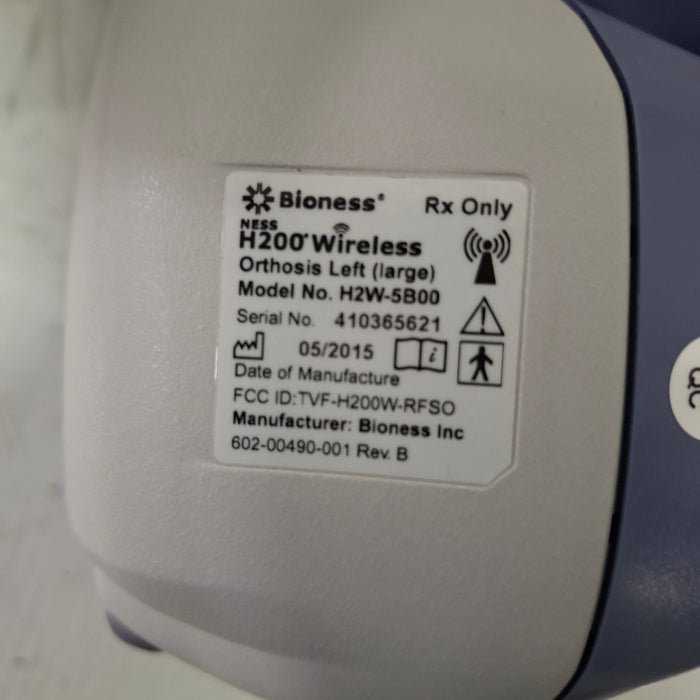 Bioness® Rx Only
NESS
H200® Wireless
Orthosis Left (large)
Model No. H2W-5B00
Serial No. 410365621
05/2015
Date of Manufacture
FCC ID:TVF-H200W-RFSO
Manufacturer: Bioness Inc
602-00490-001 Rev. B
QC